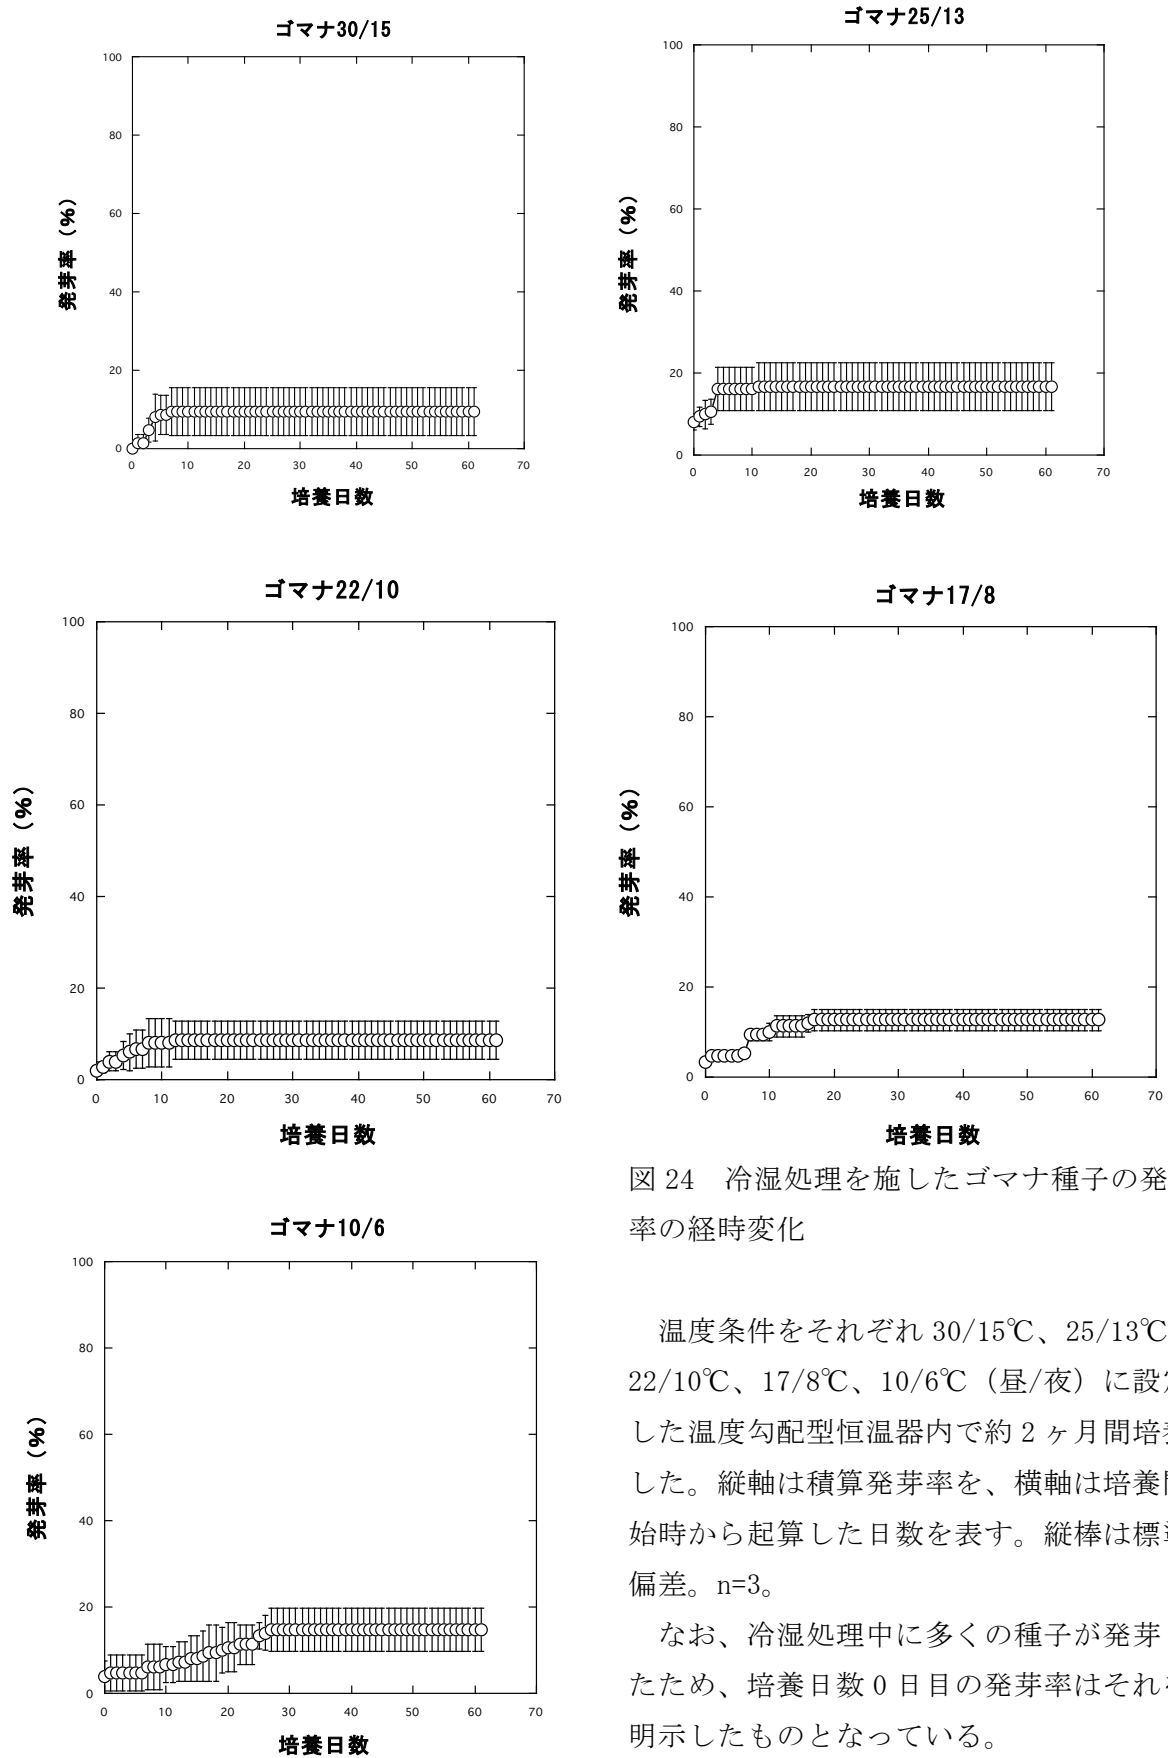 ゴマナ30/15
100
80
60
40
20
0
0 10 20 30 40 50 60 70
発芽率（%）
培養日数
ゴマナ25/13
100
80
60
40
20
0
0 10 20 30 40 50 60 70
発芽率（%）
培養日数
ゴマナ22/10
100
80
60
40
20
0
0 10 20 30 40 50 60 70
発芽率（%）
培養日数
ゴマナ17/8
100
80
60
40
20
0
0 10 20 30 40 50 60 70
発芽率（%）
培養日数
ゴマナ10/6
100
80
60
40
20
0
0 10 20 30 40 50 60 70
発芽率（%）
培養日数
図 24　冷湿処理を施したゴマナ種子の発
率の経時変化
温度条件をそれぞれ 30/15℃、25/13℃
22/10℃、17/8℃、10/6℃（昼/夜）に設定
した温度勾配型恒温器内で約 2 ヶ月間培養
した。縦軸は積算発芽率を、横軸は培養開
始時から起算した日数を表す。縦棒は標準
偏差。n=3。
なお、冷湿処理中に多くの種子が発芽
たため、培養日数 0 日目の発芽率はそれを
明示したものとなっている。